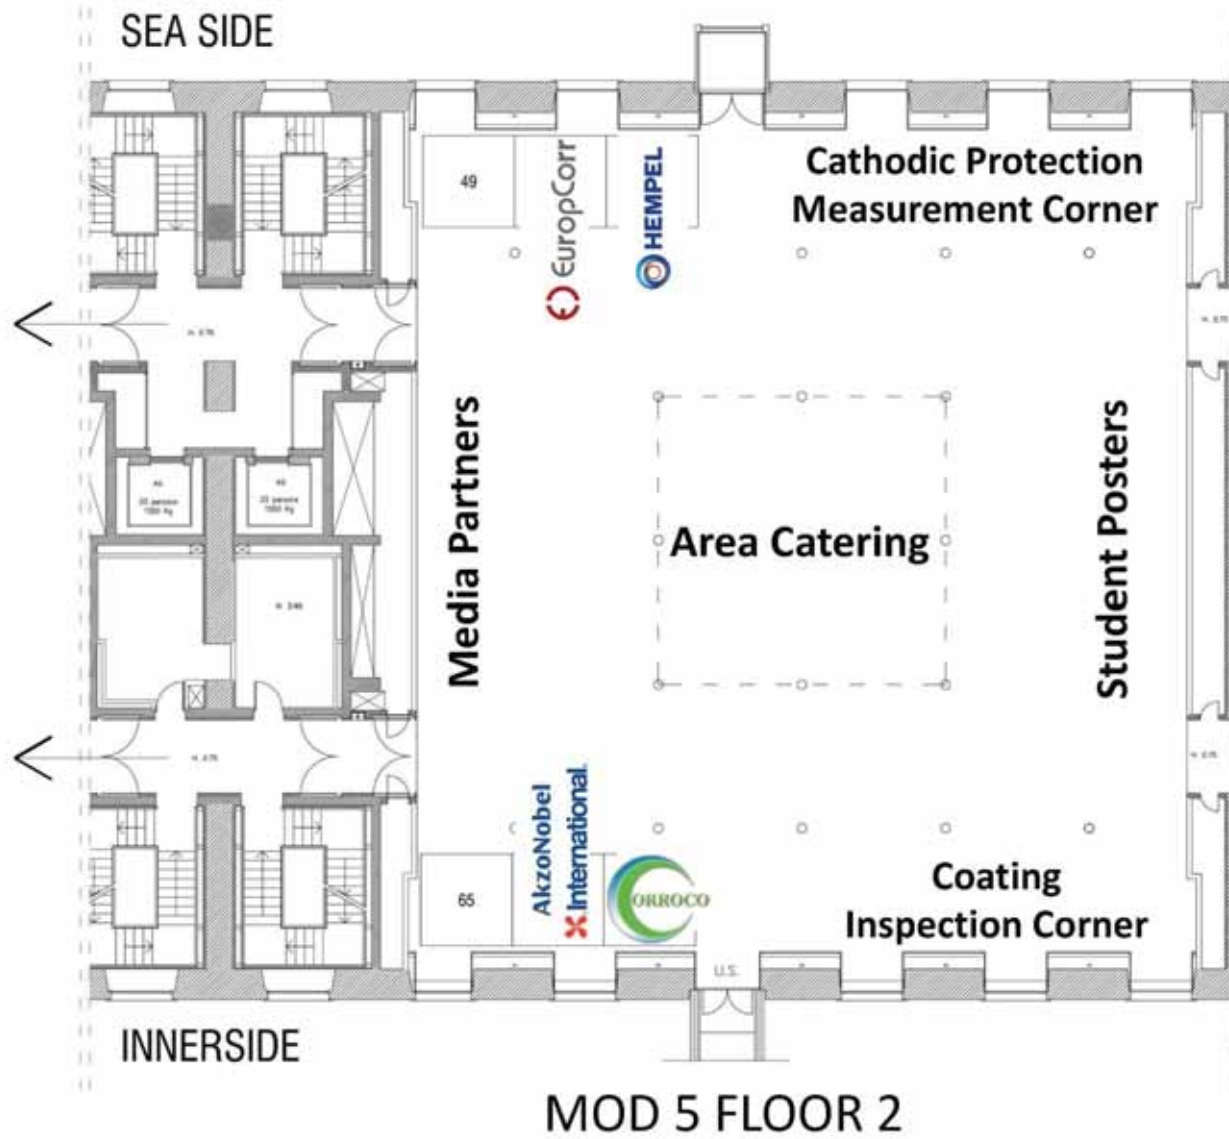 SEA SIDE
49
EuropCorr
HEMPEL
Cathodic Protection
Measurement Corner
Media Partners
Area Catering
Student Posters
65
AkzoNobel
International
ORROCO
Coating
Inspection Corner
U.S.
INNERSIDE
MOD 5 FLOOR 2